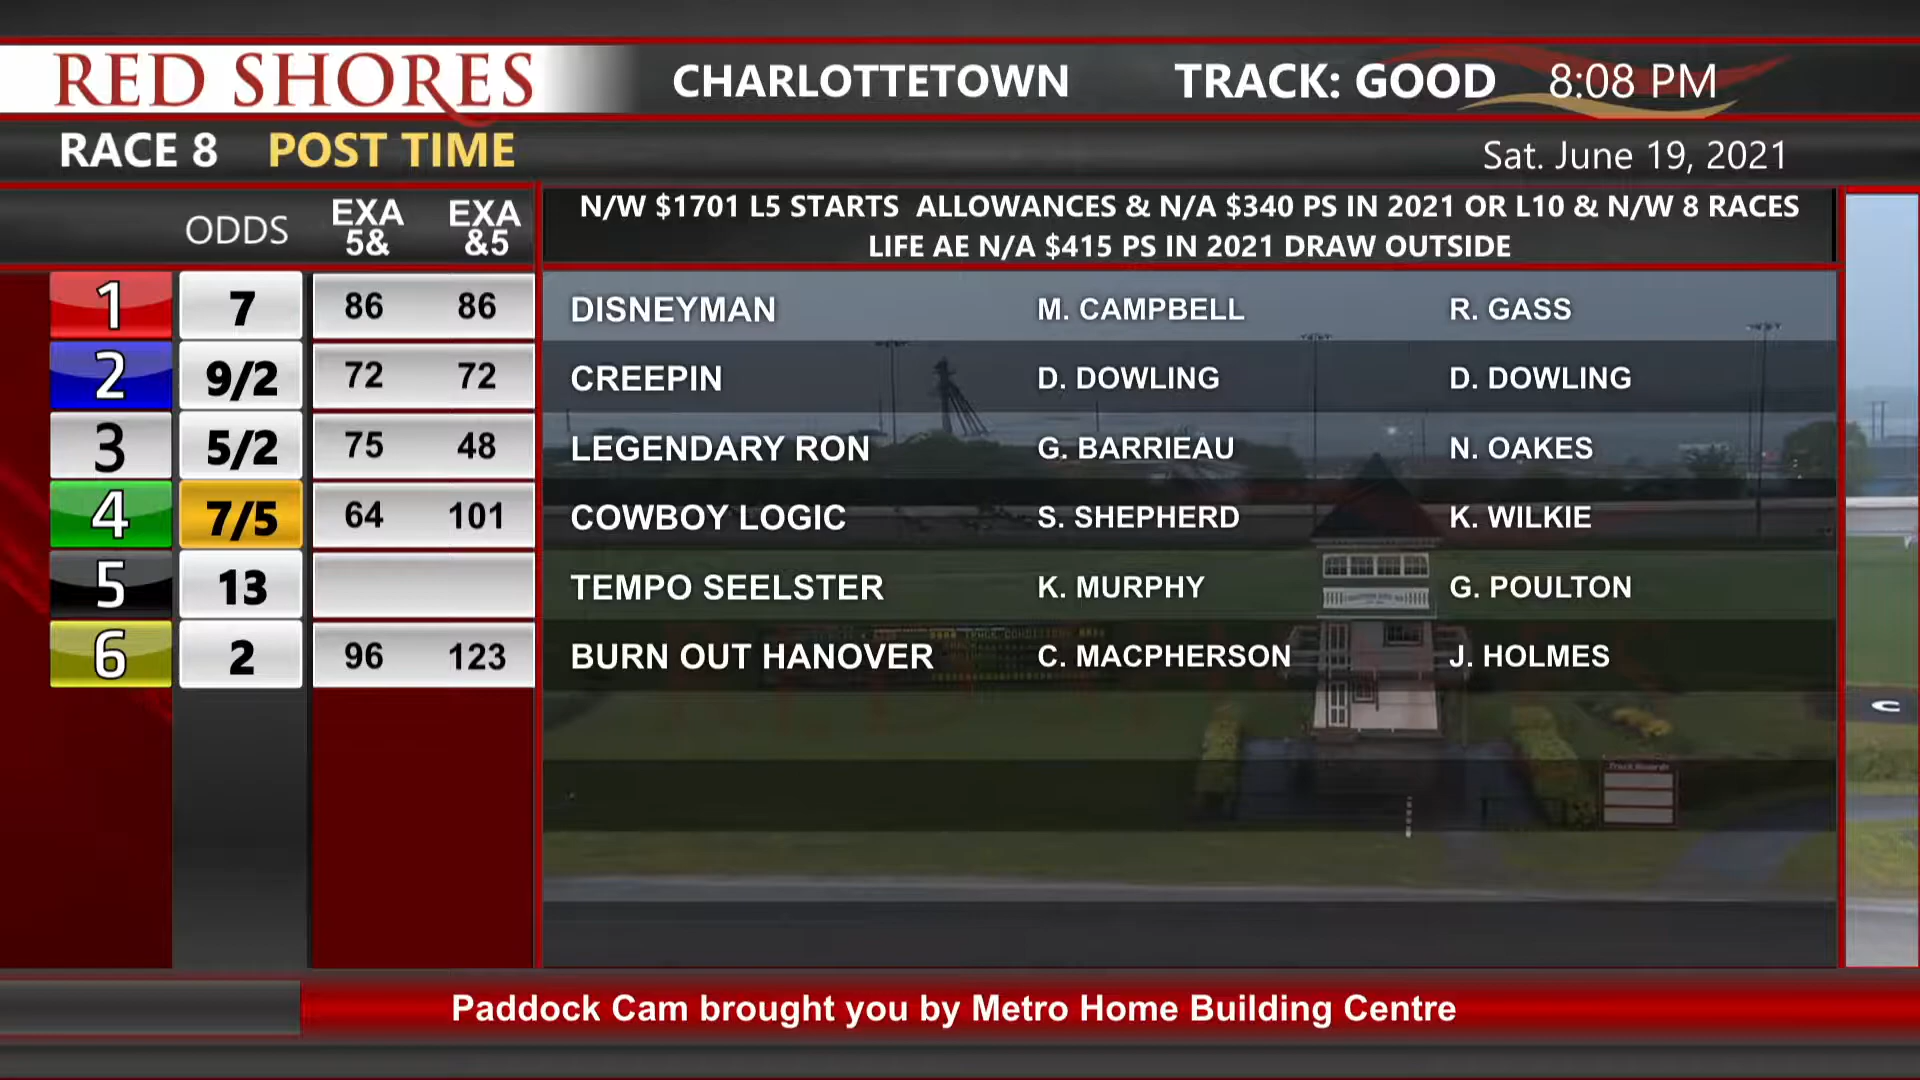 RED SHORES CHARLOTTETOWN TRACK: GOOD 8:08 PM
RACE 8 POST TIME Sat. June 19, 2021
ODDS EXA 5& EXA &5
N/W $1701 L5 STARTS ALLOWANCES & N/A $340 PS IN 2021 OR L10 & N/W 8 RACES
LIFE AE N/A $415 PS IN 2021 DRAW OUTSIDE
1 7 86 86 DISNEYMAN M. CAMPBELL R. GASS
2 9/2 72 72 CREEPIN D. DOWLING D. DOWLING
3 5/2 75 48 LEGENDARY RON G. BARRIEAU N. OAKES
4 7/5 64 101 COWBOY LOGIC S. SHEPHERD K. WILKIE
5 13 TEMPO SEELSTER K. MURPHY G. POULTON
6 2 96 123 BURN OUT HANOVER C. MACPHERSON J. HOLMES
Track Records
Paddock Cam brought you by Metro Home Building Centre